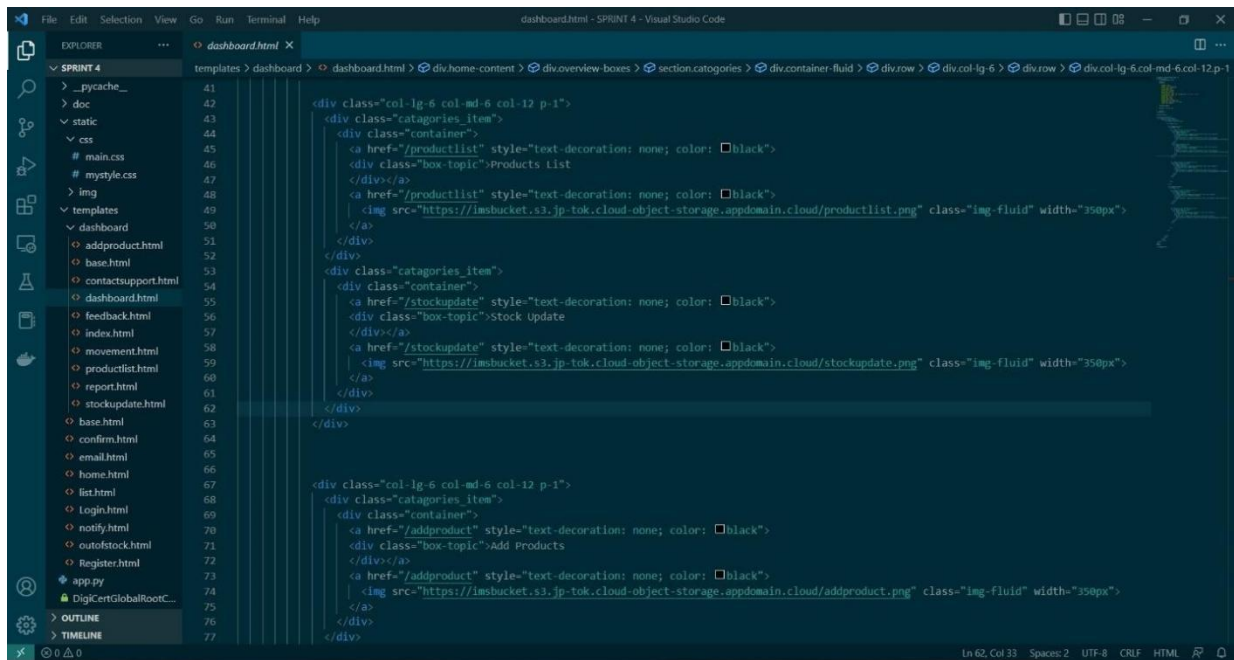 File Edit Selection View Go Run Terminal Help
dashboard.html - SPRINT 4 - Visual Studio Code
EXPLORER
SPRINT 4
> __pycache__
> doc
static
css
# main.css
# mystyle.css
> img
templates
dashboard
<> addproduct.html
<> base.html
<> contactsupport.html
<> dashboard.html
<> feedback.html
<> index.html
<> movement.html
<> productlist.html
<> report.html
<> stockupdate.html
<> base.html
<> confirm.html
<> email.html
<> home.html
<> list.html
<> Login.html
<> notify.html
<> outofstock.html
<> Register.html
app.py
DigiCertGlobalRootC...
> OUTLINE
> TIMELINE
<> dashboard.html ×
templates > dashboard > <> dashboard.html > div.home-content > div.overview-boxes > section.catogories > div.container-fluid > div.row > div.col-lg-6 > div.row > div.col-lg-6.col-md-6.col-12.p-1
41
42 <div class="col-lg-6 col-md-6 col-12 p-1">
43 <div class="catagories_item">
44 <div class="container">
45 <a href="/productlist" style="text-decoration: none; color: black">
46 <div class="box-topic">Products List
47 </div></a>
48 <a href="/productlist" style="text-decoration: none; color: black">
49 <img src="https://imsbucket.s3.jp-tok.cloud-object-storage.appdomain.cloud/productlist.png" class="img-fluid" width="350px">
50 </a>
51 </div>
52 </div>
53 <div class="catagories_item">
54 <div class="container">
55 <a href="/stockupdate" style="text-decoration: none; color: black">
56 <div class="box-topic">Stock Update
57 </div></a>
58 <a href="/stockupdate" style="text-decoration: none; color: black">
59 <img src="https://imsbucket.s3.jp-tok.cloud-object-storage.appdomain.cloud/stockupdate.png" class="img-fluid" width="350px">
60 </a>
61 </div>
62 </div>
63 </div>
64
65
66
67 <div class="col-lg-6 col-md-6 col-12 p-1">
68 <div class="catagories_item">
69 <div class="container">
70 <a href="/addproduct" style="text-decoration: none; color: black">
71 <div class="box-topic">Add Products
72 </div></a>
73 <a href="/addproduct" style="text-decoration: none; color: black">
74 <img src="https://imsbucket.s3.jp-tok.cloud-object-storage.appdomain.cloud/addproduct.png" class="img-fluid" width="350px">
75 </a>
76 </div>
77 </div>
0 0 Ln 62, Col 33 Spaces: 2 UTF-8 CRLF HTML